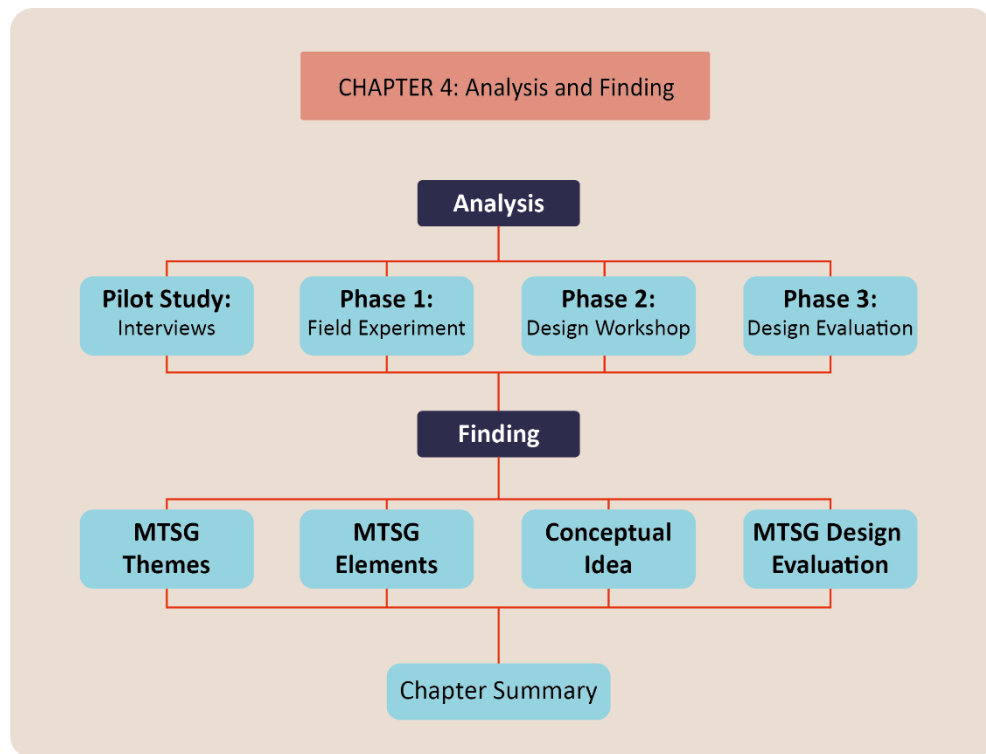 CHAPTER 4: Analysis and Finding
Analysis
Pilot Study:
Interviews
Phase 1:
Field Experiment
Phase 2:
Design Workshop
Phase 3:
Design Evaluation
Finding
MTSG
Themes
MTSG
Elements
Conceptual
Idea
MTSG Design
Evaluation
Chapter Summary